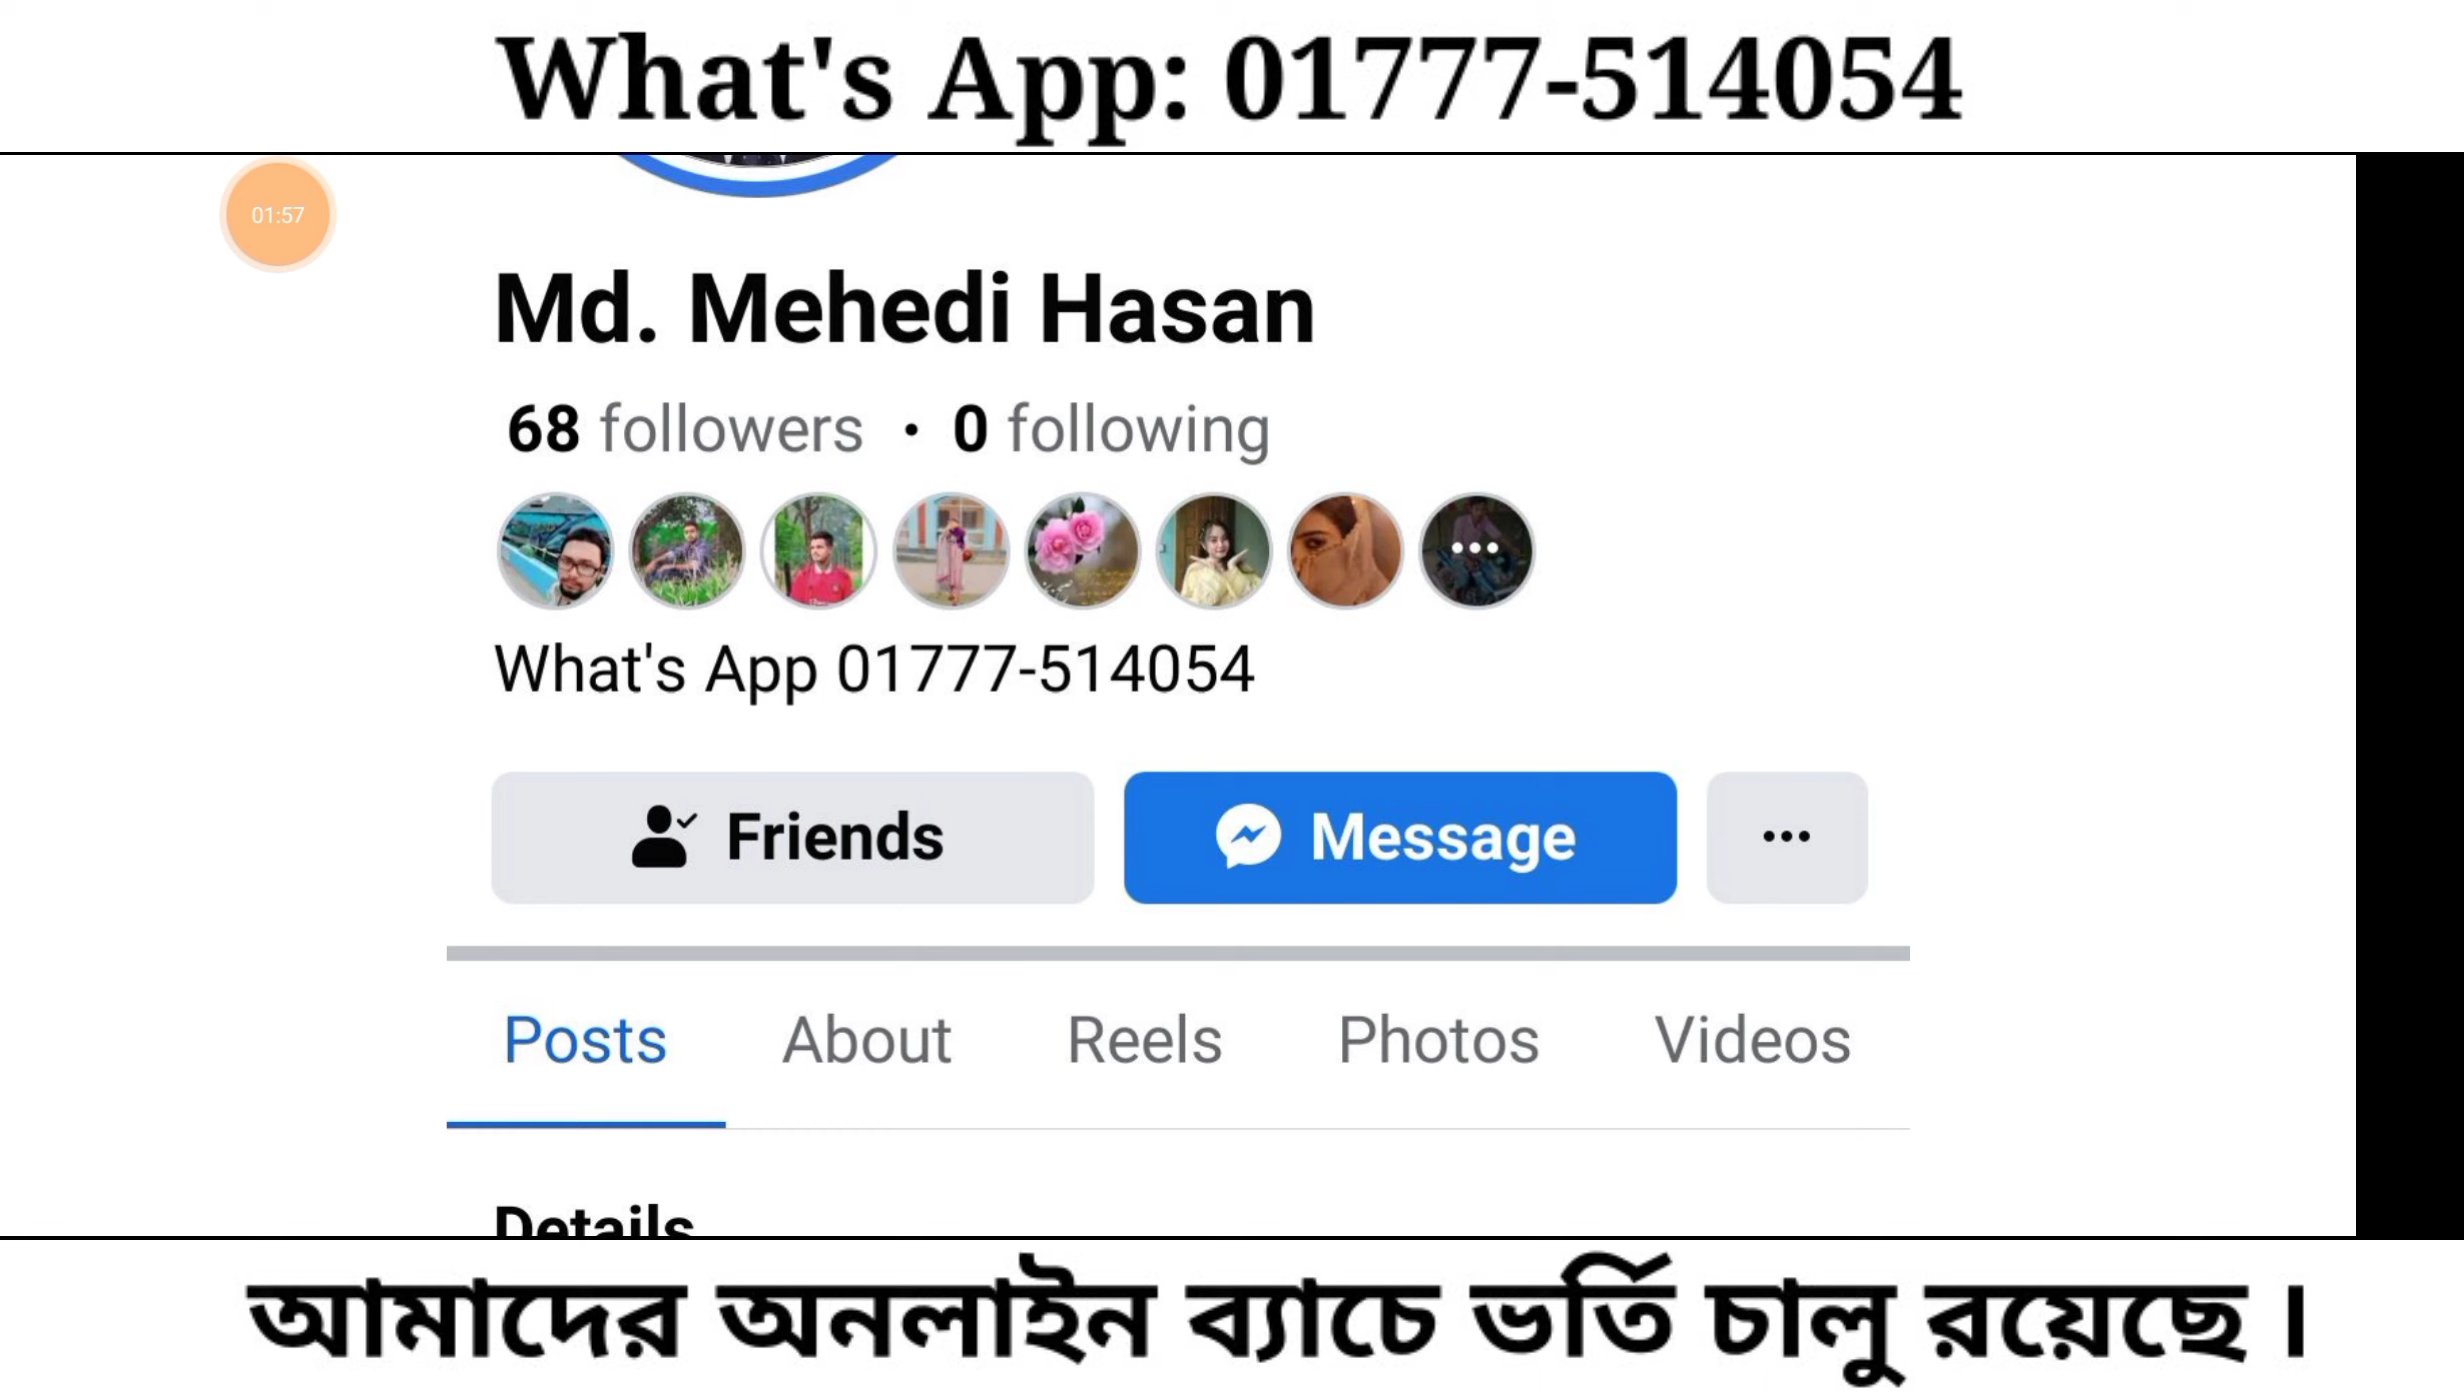 What's App: 01777-514054
01:57
Md. Mehedi Hasan
68 followers · 0 following
What's App 01777-514054
Friends Message
Posts About Reels Photos Videos
Details
আমাদের অনলাইন ব্যাচে ভর্তি চালু রয়েছে।